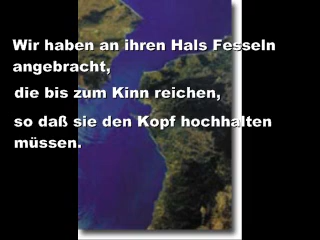 Wir haben an ihren Hals Fesseln
angebracht,
die bis zum Kinn reichen,
so daß sie den Kopf hochhalten
müssen.